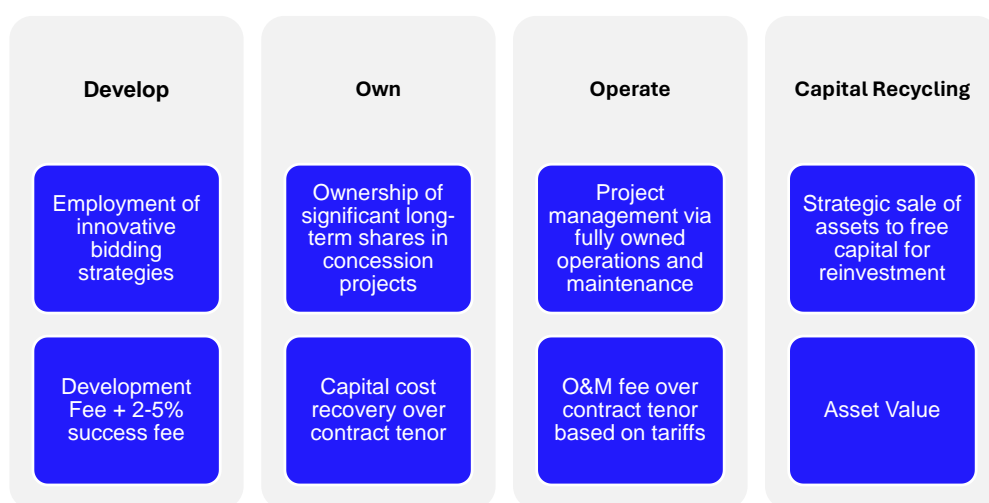 Develop
Employment of
innovative
bidding
strategies
Development
Fee + 2-5%
success fee
Own
Ownership of
significant long-
term shares in
concession
projects
Capital cost
recovery over
contract tenor
Operate
Project
management via
fully owned
operations and
maintenance
O&M fee over
contract tenor
based on tariffs
Capital Recycling
Strategic sale of
assets to free
capital for
reinvestment
Asset Value